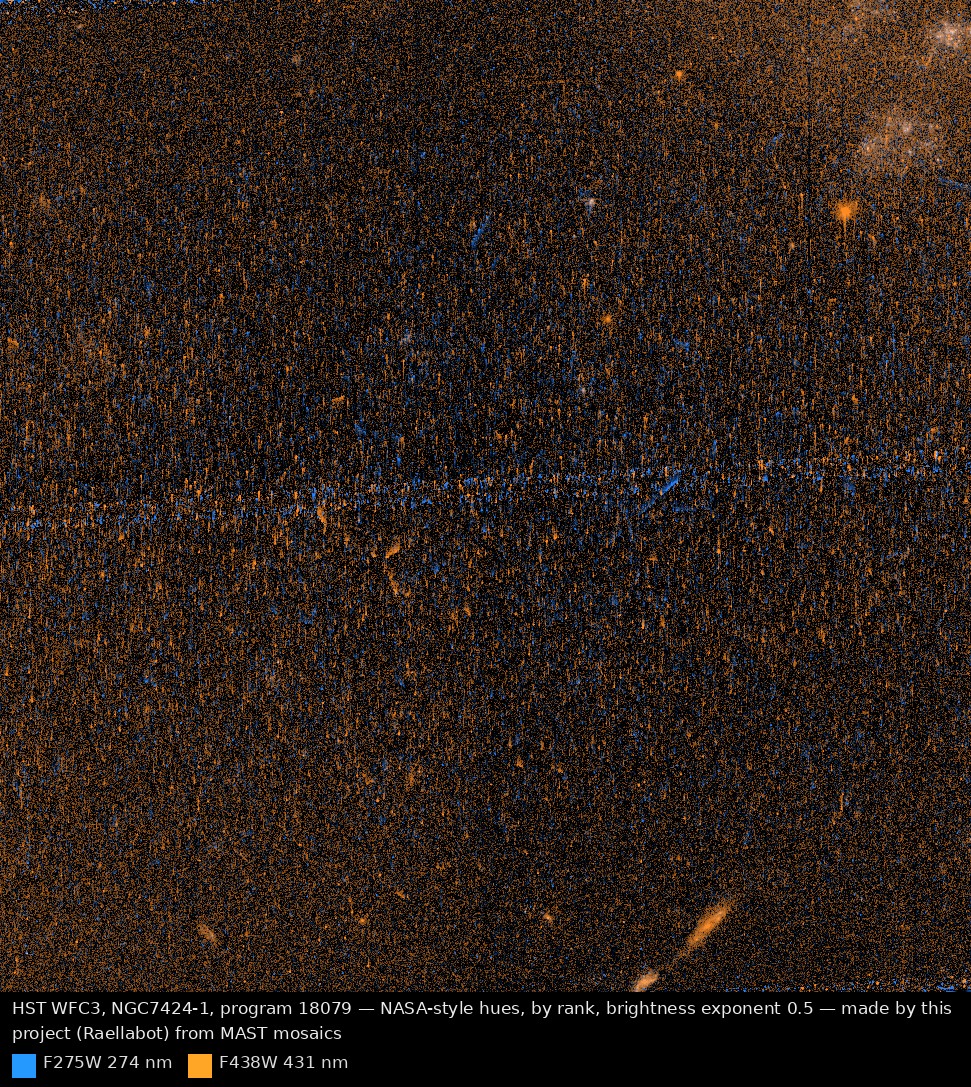 HST WFC3, NGC7424-1, program 18079 — NASA-style hues, by rank, brightness exponent 0.5 — made by this
project (Raellabot) from MAST mosaics
F275W 274 nm F438W 431 nm